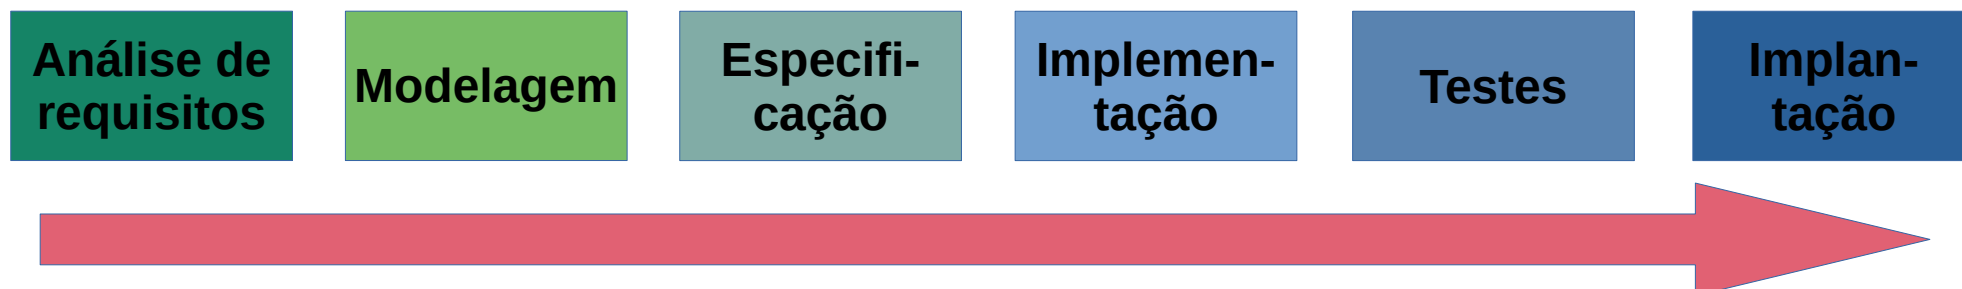 Análise de
requisitos
Modelagem
Especifi-
cação
Implemen-
tação
Testes
Implan-
tação